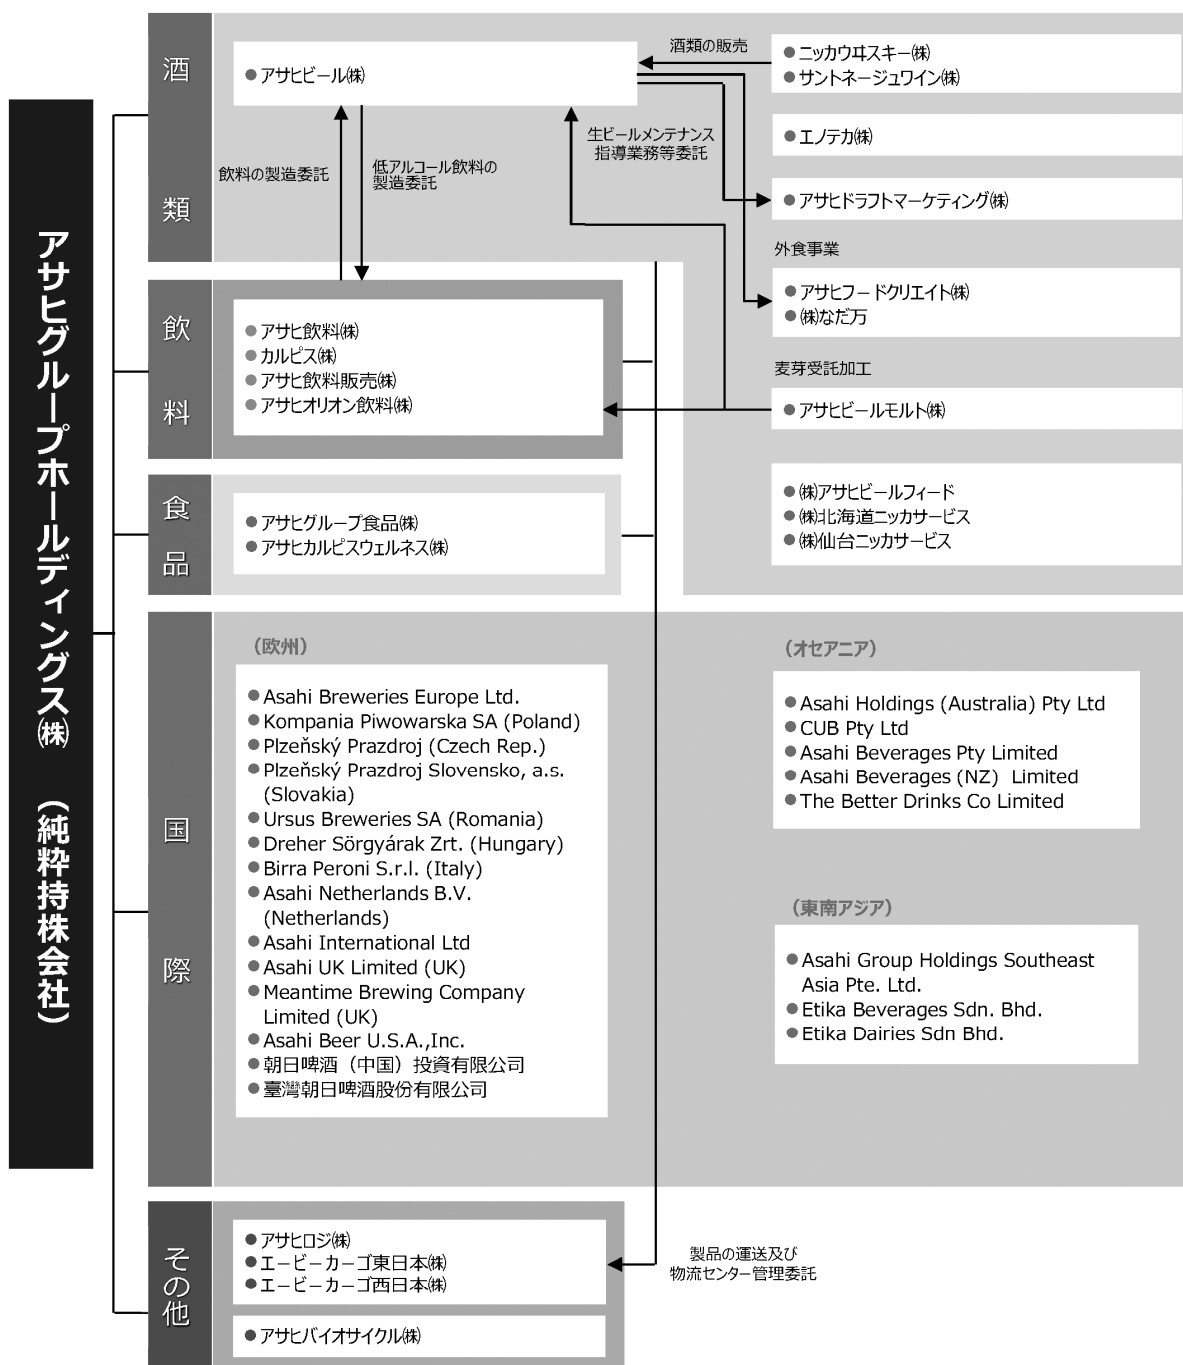 アサヒグループホールディングス㈱ （純粋持株会社）
酒類
アサヒビール㈱
酒類の販売
ニッカウヰスキー㈱
サントネージュワイン㈱
エノテカ㈱
生ビールメンテナンス
指導業務等委託
アサヒドラフトマーケティング㈱
飲料の製造委託
低アルコール飲料の
製造委託
外食事業
アサヒフードクリエイト㈱
㈱なだ万
麦芽受託加工
アサヒビールモルト㈱
㈱アサヒビールフィード
㈱北海道ニッカサービス
㈱仙台ニッカサービス
飲料
アサヒ飲料㈱
カルピス㈱
アサヒ飲料販売㈱
アサヒオリオン飲料㈱
食品
アサヒグループ食品㈱
アサヒカルピスウェルネス㈱
国際
（欧州）
Asahi Breweries Europe Ltd.
Kompania Piwowarska SA (Poland)
Plzeňský Prazdroj (Czech Rep.)
Plzeňský Prazdroj Slovensko, a.s.
(Slovakia)
Ursus Breweries SA (Romania)
Dreher Sörgyárak Zrt. (Hungary)
Birra Peroni S.r.l. (Italy)
Asahi Netherlands B.V.
(Netherlands)
Asahi International Ltd
Asahi UK Limited (UK)
Meantime Brewing Company
Limited (UK)
Asahi Beer U.S.A.,Inc.
朝日啤酒（中国）投資有限公司
臺灣朝日啤酒股份有限公司
（オセアニア）
Asahi Holdings (Australia) Pty Ltd
CUB Pty Ltd
Asahi Beverages Pty Limited
Asahi Beverages (NZ) Limited
The Better Drinks Co Limited
（東南アジア）
Asahi Group Holdings Southeast
Asia Pte. Ltd.
Etika Beverages Sdn. Bhd.
Etika Dairies Sdn Bhd.
その他
アサヒロジ㈱
エービーカーゴ東日本㈱
エービーカーゴ西日本㈱
製品の運送及び
物流センター管理委託
アサヒバイオサイクル㈱